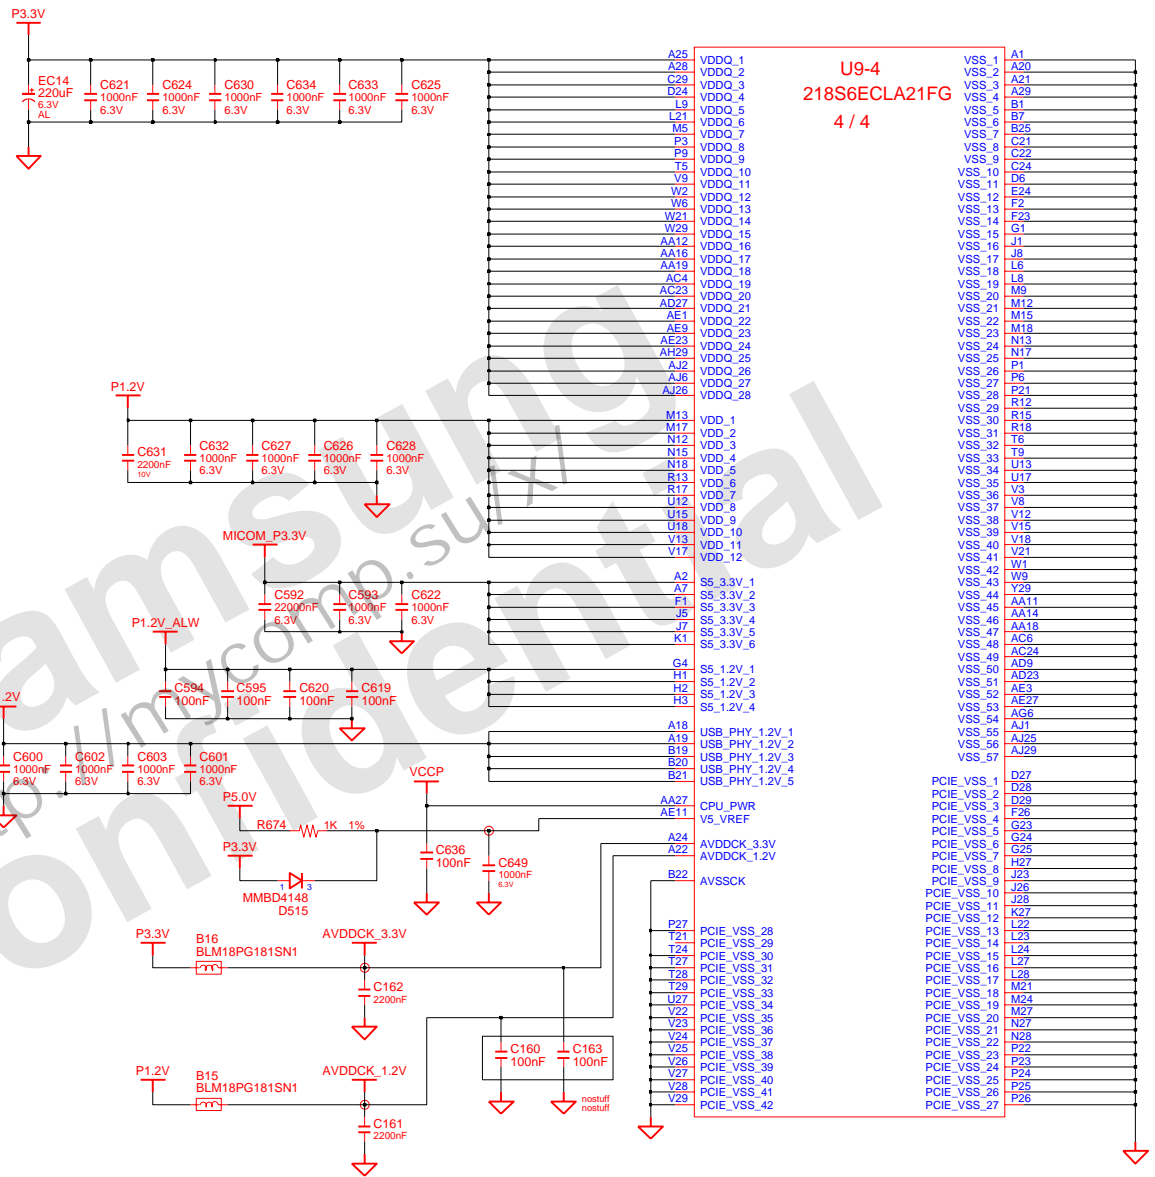 P3.3V
EC14
220uF
6.3V
AL
C621
1000nF
6.3V
C624
1000nF
6.3V
C630
1000nF
6.3V
C634
1000nF
6.3V
C633
1000nF
6.3V
C625
1000nF
6.3V
U9-4
218S6ECLA21FG
4 / 4
A25 VDDQ_1
A28 VDDQ_2
C29 VDDQ_3
D24 VDDQ_4
L9 VDDQ_5
L21 VDDQ_6
M5 VDDQ_7
P3 VDDQ_8
P9 VDDQ_9
T5 VDDQ_10
V9 VDDQ_11
W2 VDDQ_12
W6 VDDQ_13
W21 VDDQ_14
W29 VDDQ_15
AA12 VDDQ_16
AA16 VDDQ_17
AA19 VDDQ_18
AC4 VDDQ_19
AC23 VDDQ_20
AD27 VDDQ_21
AE1 VDDQ_22
AE9 VDDQ_23
AE23 VDDQ_24
AH29 VDDQ_25
AJ2 VDDQ_26
AJ6 VDDQ_27
AJ26 VDDQ_28
P1.2V
C631
2200nF
10V
C632
1000nF
6.3V
C627
1000nF
6.3V
C626
1000nF
6.3V
C628
1000nF
6.3V
M13 VDD_1
M17 VDD_2
N12 VDD_3
N15 VDD_4
N18 VDD_5
R13 VDD_6
R17 VDD_7
U12 VDD_8
U15 VDD_9
U18 VDD_10
V13 VDD_11
V17 VDD_12
MICOM_P3.3V
C592
22000nF
6.3V
C593
1000nF
6.3V
C622
1000nF
6.3V
A2 S5_3.3V_1
A7 S5_3.3V_2
F1 S5_3.3V_3
J5 S5_3.3V_4
J7 S5_3.3V_5
K1 S5_3.3V_6
P1.2V_ALW
C594
100nF
C595
100nF
C620
100nF
C619
100nF
G4 S5_1.2V_1
H1 S5_1.2V_2
H2 S5_1.2V_3
H3 S5_1.2V_4
.2V
C600
1000nF
6.3V
C602
1000nF
6.3V
C603
1000nF
6.3V
C601
1000nF
6.3V
A18 USB_PHY_1.2V_1
A19 USB_PHY_1.2V_2
B19 USB_PHY_1.2V_3
B20 USB_PHY_1.2V_4
B21 USB_PHY_1.2V_5
VCCP
C636
100nF
AA27 CPU_PWR
AE11 V5_VREF
P5.0V
R674 1K 1%
P3.3V
1 3
MMBD4148
D515
C649
1000nF
6.3V
A24 AVDDCK_3.3V
A22 AVDDCK_1.2V
B22 AVSSCK
P3.3V
B16
BLM18PG181SN1
AVDDCK_3.3V
C162
2200nF
P1.2V
B15
BLM18PG181SN1
AVDDCK_1.2V
C161
2200nF
C160
100nF
C163
100nF
nostuff
nostuff
P27 PCIE_VSS_28
T21 PCIE_VSS_29
T24 PCIE_VSS_30
T27 PCIE_VSS_31
T28 PCIE_VSS_32
T29 PCIE_VSS_33
U27 PCIE_VSS_34
V22 PCIE_VSS_35
V23 PCIE_VSS_36
V24 PCIE_VSS_37
V25 PCIE_VSS_38
V26 PCIE_VSS_39
V27 PCIE_VSS_40
V28 PCIE_VSS_41
V29 PCIE_VSS_42
VSS_1 A1
VSS_2 A20
VSS_3 A21
VSS_4 A29
VSS_5 B1
VSS_6 B7
VSS_7 B25
VSS_8 C21
VSS_9 C22
VSS_10 C24
VSS_11 D6
VSS_12 E24
VSS_13 F2
VSS_14 F23
VSS_15 G1
VSS_16 J1
VSS_17 J8
VSS_18 L6
VSS_19 L8
VSS_20 M9
VSS_21 M12
VSS_22 M15
VSS_23 M18
VSS_24 N13
VSS_25 N17
VSS_26 P1
VSS_27 P6
VSS_28 P21
VSS_29 R12
VSS_30 R15
VSS_31 R18
VSS_32 T6
VSS_33 T9
VSS_34 U13
VSS_35 U17
VSS_36 V3
VSS_37 V8
VSS_38 V12
VSS_39 V15
VSS_40 V18
VSS_41 V21
VSS_42 W1
VSS_43 W9
VSS_44 Y29
VSS_45 AA11
VSS_46 AA14
VSS_47 AA18
VSS_48 AC6
VSS_49 AC24
VSS_50 AD9
VSS_51 AD23
VSS_52 AE3
VSS_53 AE27
VSS_54 AG6
VSS_55 AJ1
VSS_56 AJ25
VSS_57 AJ29
PCIE_VSS_1 D27
PCIE_VSS_2 D28
PCIE_VSS_3 D29
PCIE_VSS_4 F26
PCIE_VSS_5 G23
PCIE_VSS_6 G24
PCIE_VSS_7 G25
PCIE_VSS_8 H27
PCIE_VSS_9 J23
PCIE_VSS_10 J26
PCIE_VSS_11 J28
PCIE_VSS_12 K27
PCIE_VSS_13 L22
PCIE_VSS_14 L23
PCIE_VSS_15 L24
PCIE_VSS_16 L27
PCIE_VSS_17 L28
PCIE_VSS_18 M21
PCIE_VSS_19 M24
PCIE_VSS_20 M27
PCIE_VSS_21 N27
PCIE_VSS_22 N28
PCIE_VSS_23 P22
PCIE_VSS_24 P23
PCIE_VSS_25 P24
PCIE_VSS_26 P25
PCIE_VSS_27 P26
amsung
onfidential
tp://mycomp.su/x/